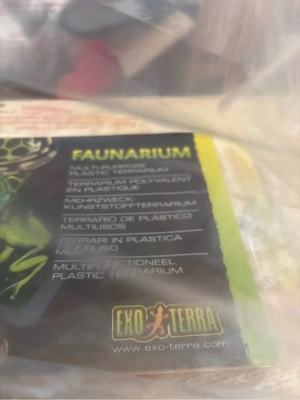 FAUNARIUM
MULTI PURPOSE
PLASTIC TERRARIUM
TERRARIUM POLYVALENT
EN PLASTIQUE
MEHRZWECK-
KUNSTSTOFFTERRARIUM
TERRARIO DE PLÁSTICO
MULTIUSOS
TERRARI IN PLASTICA
MULTIUSO
MULTIFUNCTIONEEL
PLASTIC TERRARIUM
EXO TERRA
www.exo-terra.com